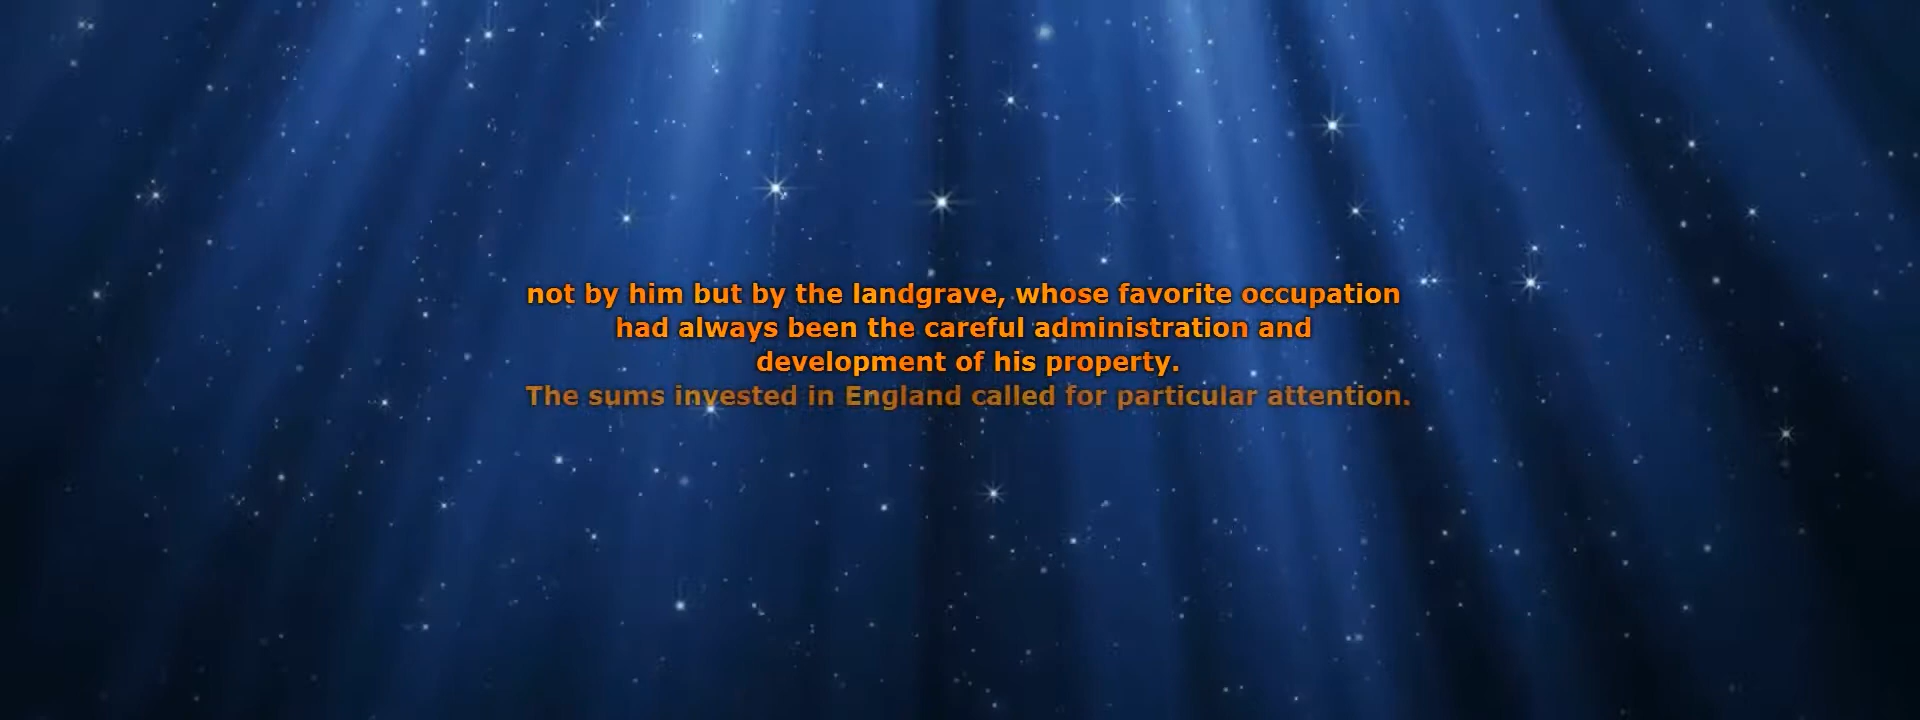 not by him but by the landgrave, whose favorite occupation
had always been the careful administration and
development of his property.
The sums invested in England called for particular attention.